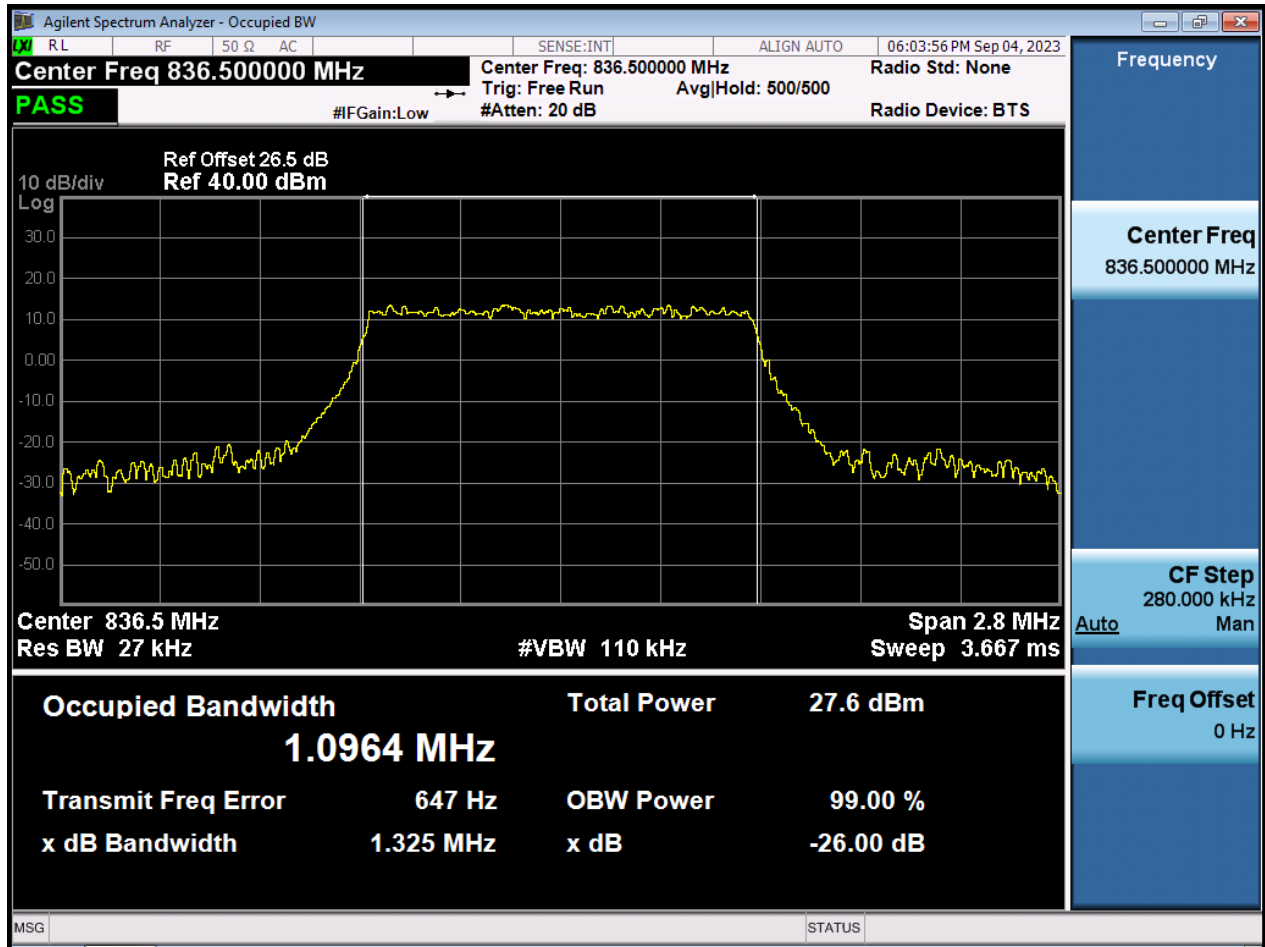 Agilent Spectrum Analyzer - Occupied BW
LXI RL RF 50 Ω AC SENSE:INT ALIGN AUTO 06:03:56 PM Sep 04, 2023
Center Freq 836.500000 MHz
Center Freq: 836.500000 MHz
Radio Std: None
PASS
Trig: Free Run
Avg|Hold: 500/500
#IFGain:Low
#Atten: 20 dB
Radio Device: BTS
Ref Offset 26.5 dB
10 dB/div
Ref 40.00 dBm
Log
30.0
20.0
10.0
0.00
-10.0
-20.0
-30.0
-40.0
-50.0
Center 836.5 MHz
Span 2.8 MHz
Res BW 27 kHz
#VBW 110 kHz
Sweep 3.667 ms
Occupied Bandwidth
Total Power 27.6 dBm
1.0964 MHz
Transmit Freq Error 647 Hz
OBW Power 99.00 %
x dB Bandwidth 1.325 MHz
x dB -26.00 dB
MSG
STATUS
Frequency
Center Freq
836.500000 MHz
CF Step
280.000 kHz
Auto Man
Freq Offset
0 Hz